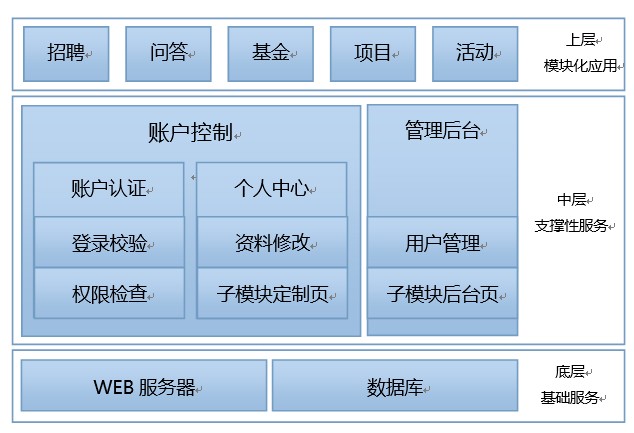 招聘 问答 基金 项目 活动
上层
模块化应用
账户控制 管理后台
账户认证 个人中心
登录校验 资料修改 用户管理
权限检查 子模块定制页 子模块后台页
中层
支撑性服务
WEB 服务器 数据库
底层
基础服务